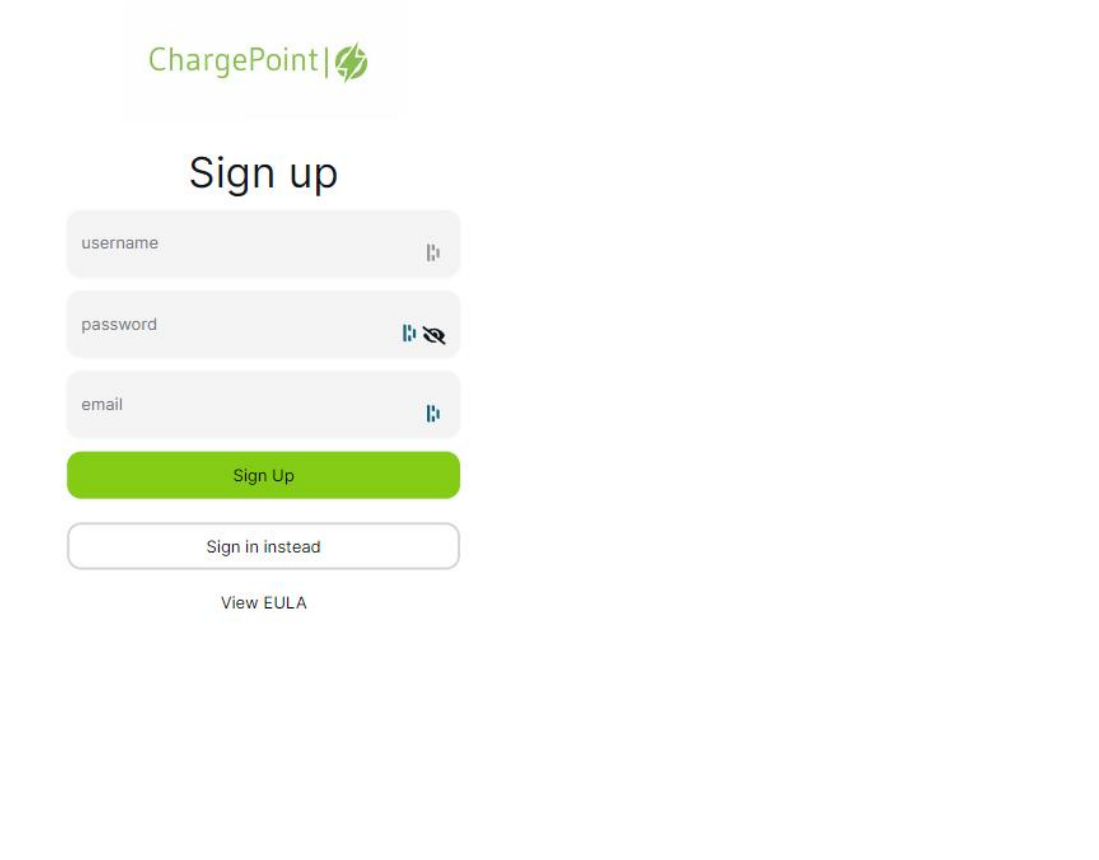 ChargePoint|
Sign up
username
password
email
Sign Up
Sign in instead
View EULA